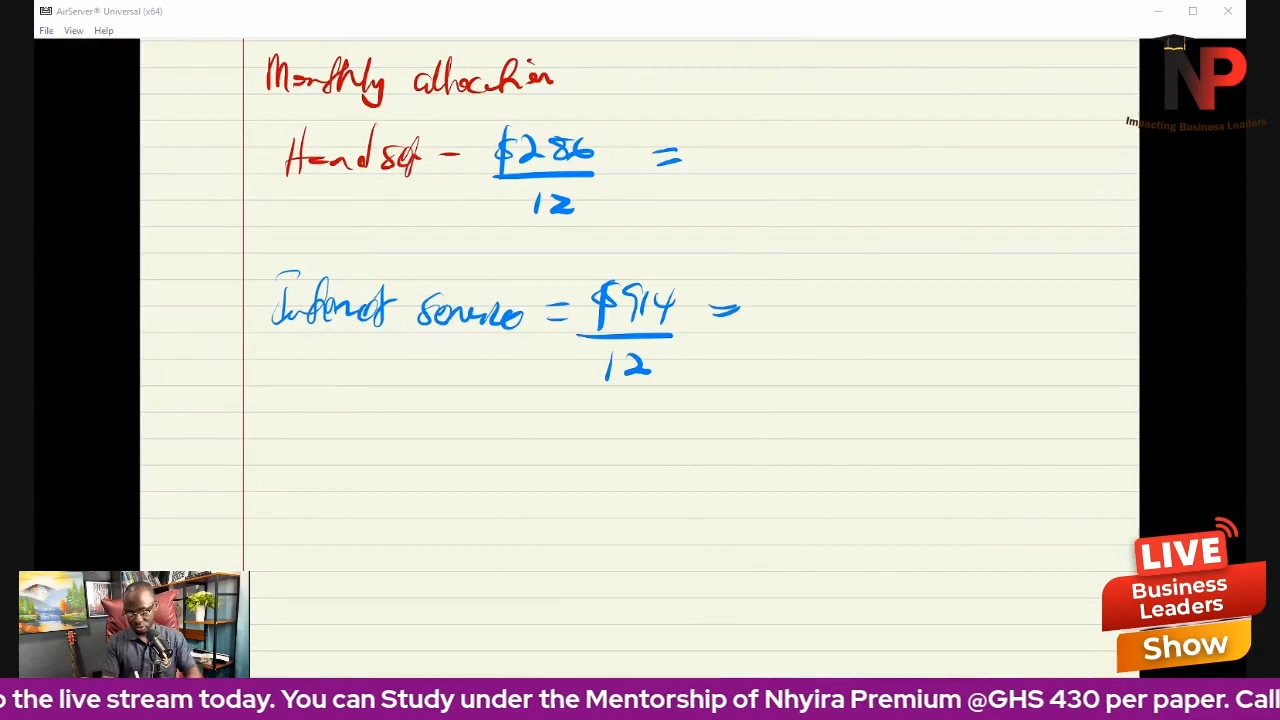 AirServer® Universal (x64)
File View Help
NP
Impacting Business Leaders
Monthly allocation
Handset - $286 =
12
Internet service = $914 =
12
LIVE
Business
Leaders
Show
o the live stream today. You can Study under the Mentorship of Nhyira Premium @GHS 430 per paper. Call